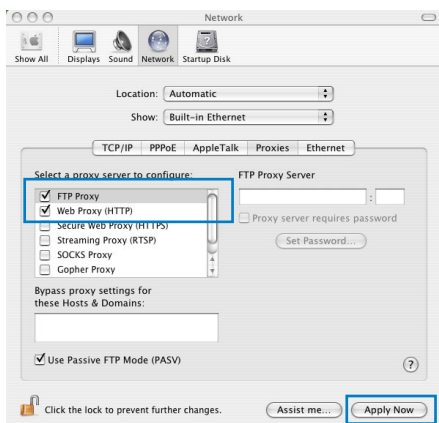 Network
Show All Displays Sound Network Startup Disk
Location: Automatic
Show: Built-in Ethernet
TCP/IP PPPoE AppleTalk Proxies Ethernet
Select a proxy server to configure: FTP Proxy Server
FTP Proxy
Web Proxy (HTTP)
:
Secure Web Proxy (HTTPS)
Proxy server requires password
Streaming Proxy (RTSP)
Set Password...
SOCKS Proxy
Gopher Proxy
Bypass proxy settings for
these Hosts & Domains:
Use Passive FTP Mode (PASV)
?
Click the lock to prevent further changes. Assist me... Apply Now